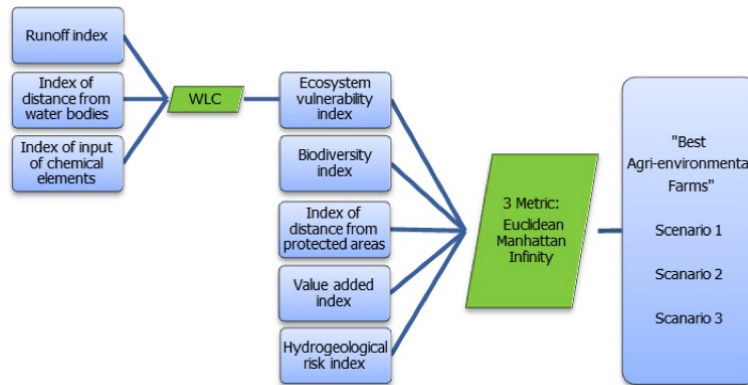 Runoff index
Index of
distance from
water bodies
Index of input
of chemical
elements
WLC
Ecosystem
vulnerability
index
Biodiversity
index
Index of
distance from
protected areas
Value added
index
Hydrogeological
risk index
3 Metric:
Euclidean
Manhattan
Infinity
"Best
Agri-environmenta
Farms"
Scenario 1
Scanario 2
Scanario 3